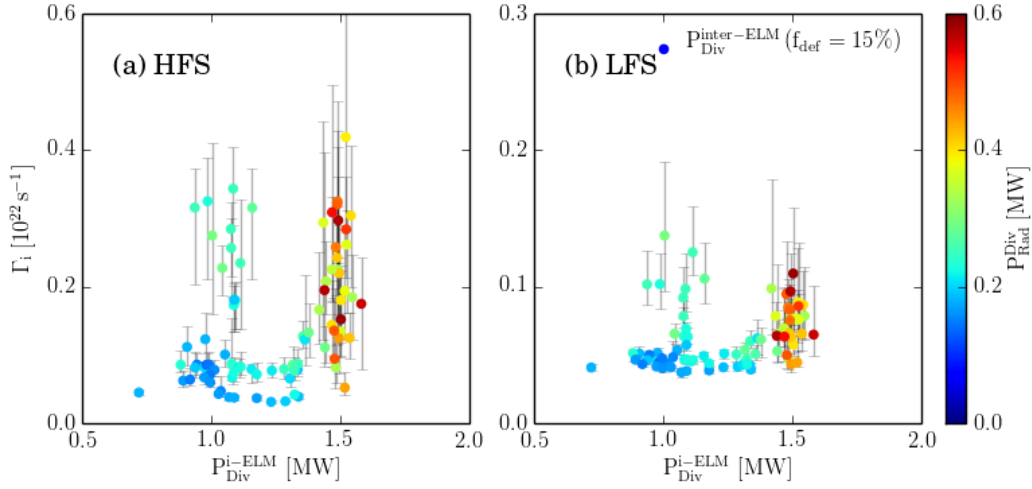 (a) HFS
0.6
0.4
0.2
0.0
Γi [10^22 s^−1]
0.5 1.0 1.5 2.0
P_Div^i−ELM [MW]
(b) LFS
P_Div^inter−ELM (f_def = 15%)
0.3
0.2
0.1
0.0
0.5 1.0 1.5 2.0
P_Div^i−ELM [MW]
0.6
0.4
0.2
0.0
P_Rad^Div [MW]